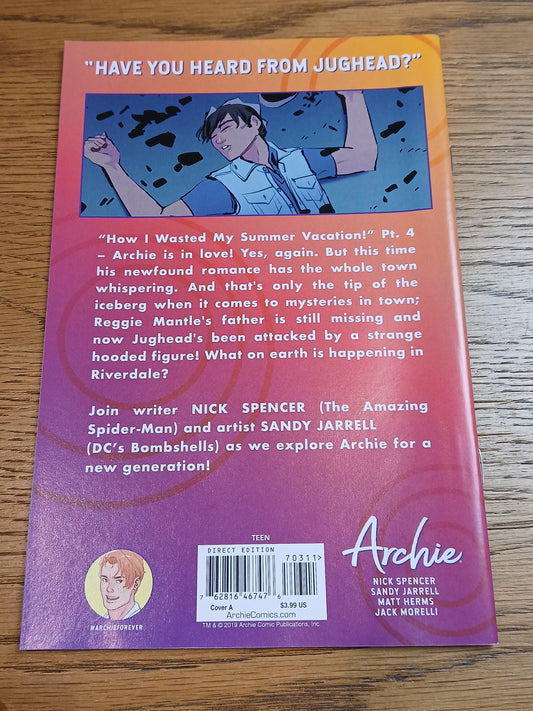 "HAVE YOU HEARD FROM JUGHEAD?"
"How I Wasted My Summer Vacation!" Pt. 4
– Archie is in love! Yes, again. But this time
his newfound romance has the whole town
whispering. And that's only the tip of the
iceberg when it comes to mysteries in town;
Reggie Mantle's father is still missing and
now Jughead's been attacked by a strange
hooded figure! What on earth is happening in
Riverdale?
Join writer NICK SPENCER (The Amazing
Spider-Man) and artist SANDY JARRELL
(DC's Bombshells) as we explore Archie for a
new generation!
TEEN
DIRECT EDITION
70311>
7 62816 46747 6
Cover A
$3.99 US
ArchieComics.com
TM & © 2019 Archie Comic Publications, Inc.
#ARCHIEFOREVER
Archie
NICK SPENCER
SANDY JARRELL
MATT HERMS
JACK MORELLI